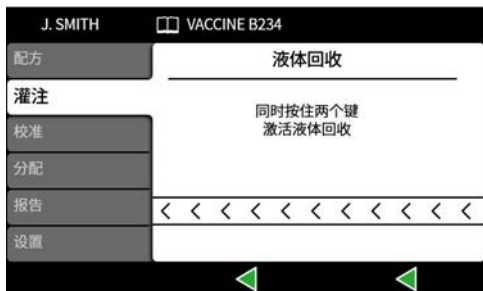 J. SMITH
VACCINE B234
配方
灌注
校准
分配
报告
设置
液体回收
同时按住两个键
激活液体回收